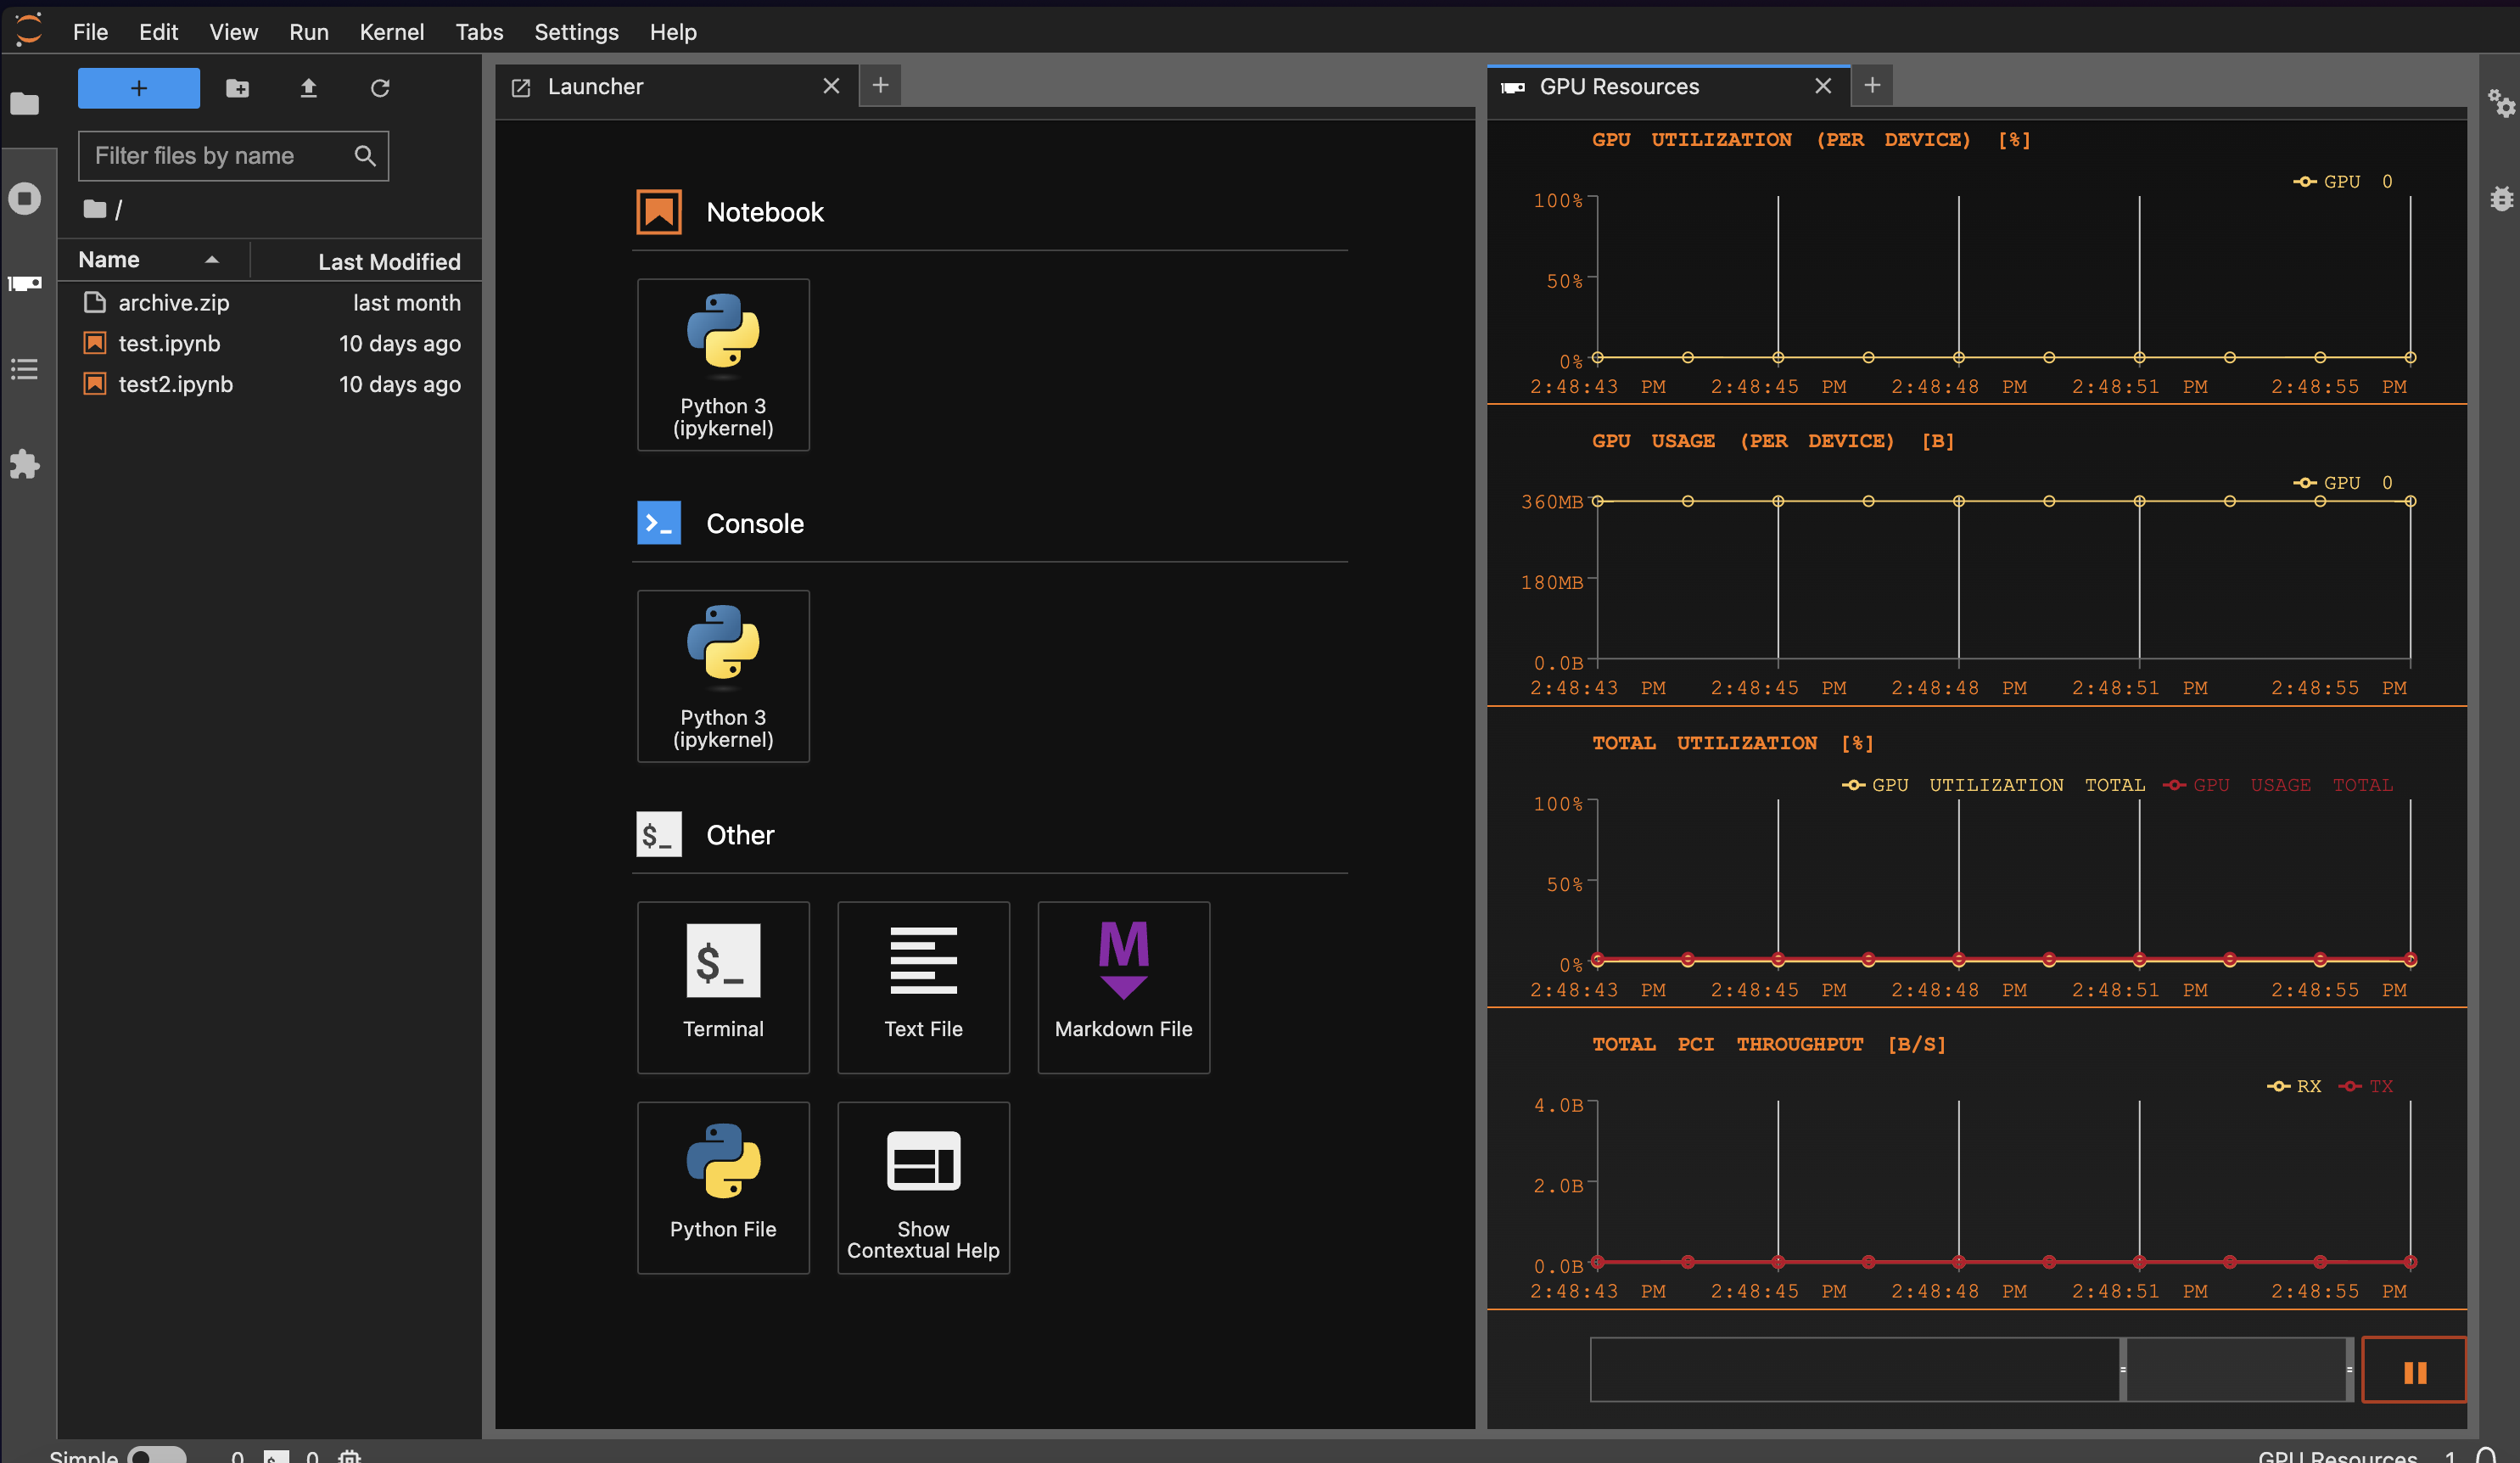 File Edit View Run Kernel Tabs Settings Help
+
Filter files by name
/
Name Last Modified
archive.zip last month
test.ipynb 10 days ago
test2.ipynb 10 days ago
Launcher
Notebook
Python 3
(ipykernel)
Console
Python 3
(ipykernel)
$_ Other
$_
Terminal
Text File
M
Markdown File
Python File
Show
Contextual Help
GPU Resources
GPU UTILIZATION (PER DEVICE) [%]
GPU 0
100%
50%
0%
2:48:43 PM 2:48:45 PM 2:48:48 PM 2:48:51 PM 2:48:55 PM
GPU USAGE (PER DEVICE) [B]
GPU 0
360MB
180MB
0.0B
2:48:43 PM 2:48:45 PM 2:48:48 PM 2:48:51 PM 2:48:55 PM
TOTAL UTILIZATION [%]
GPU UTILIZATION TOTAL GPU USAGE TOTAL
100%
50%
0%
2:48:43 PM 2:48:45 PM 2:48:48 PM 2:48:51 PM 2:48:55 PM
TOTAL PCI THROUGHPUT [B/S]
RX TX
4.0B
2.0B
0.0B
2:48:43 PM 2:48:45 PM 2:48:48 PM 2:48:51 PM 2:48:55 PM
Simple 0 0
GPU Resources 1